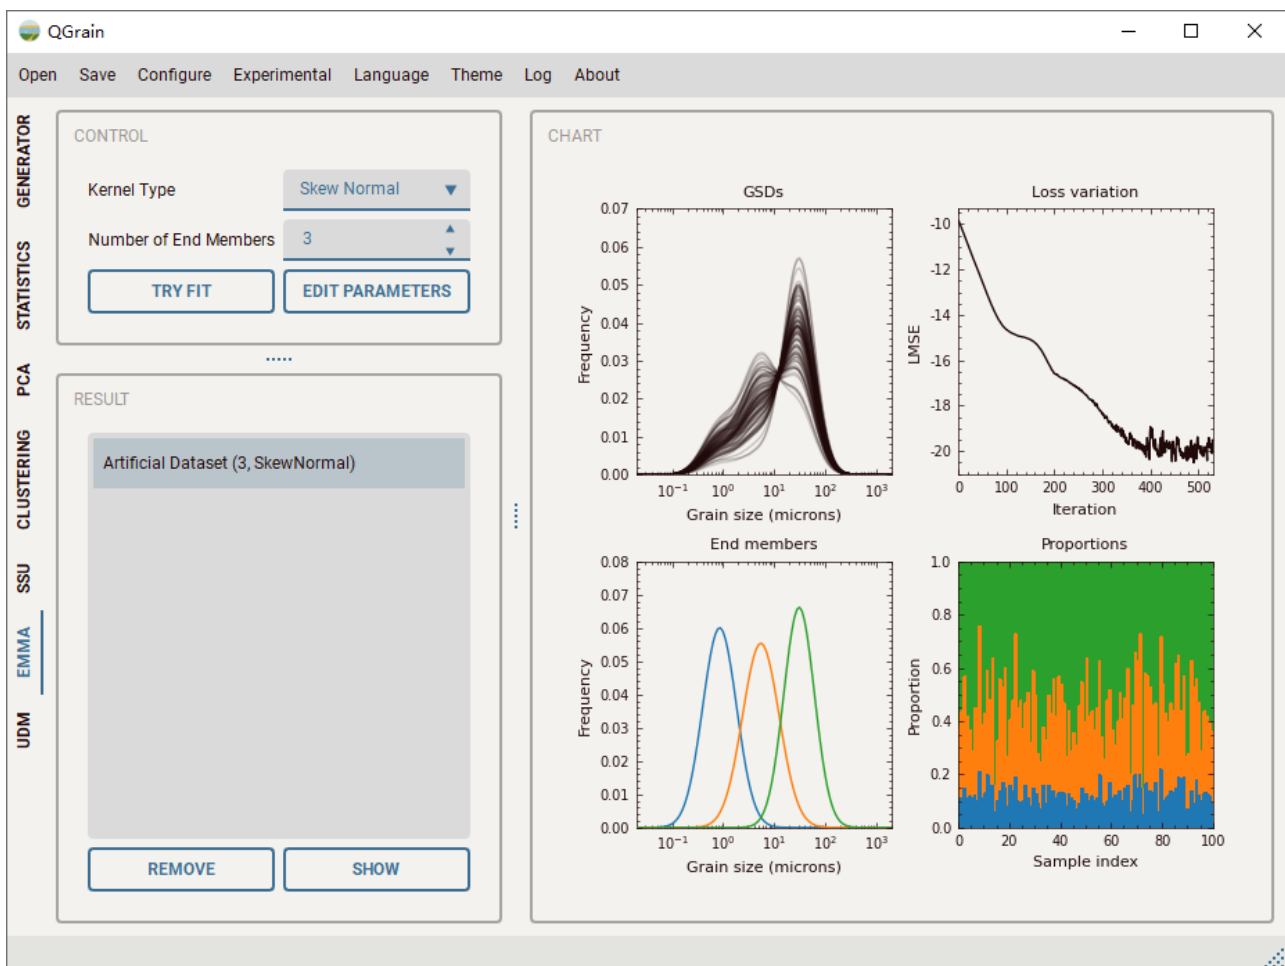 QGrain
Open Save Configure Experimental Language Theme Log About
GENERATOR
STATISTICS
PCA
CLUSTERING
SSU
EMMA
UDM
CONTROL
Kernel Type Skew Normal
Number of End Members 3
TRY FIT EDIT PARAMETERS
RESULT
Artificial Dataset (3, SkewNormal)
REMOVE SHOW
CHART
GSDs
0.07
0.06
0.05
0.04
0.03
0.02
0.01
0.00
Frequency
10⁻¹ 10⁰ 10¹ 10² 10³
Grain size (microns)
Loss variation
-10
-12
-14
-16
-18
-20
LMSE
0 100 200 300 400 500
Iteration
End members
0.08
0.07
0.06
0.05
0.04
0.03
0.02
0.01
0.00
Frequency
10⁻¹ 10⁰ 10¹ 10² 10³
Grain size (microns)
Proportions
1.0
0.8
0.6
0.4
0.2
0.0
Proportion
0 20 40 60 80 100
Sample index